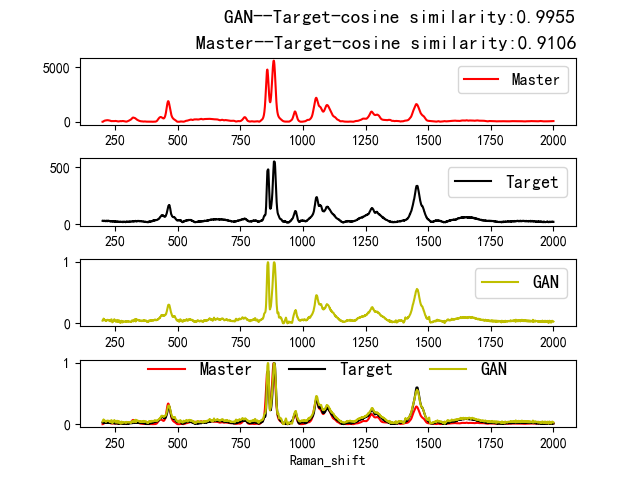 GAN--Target-cosine similarity:0.9955
Master--Target-cosine similarity:0.9106
5000
0
Master
250 500 750 1000 1250 1500 1750 2000
500
0
Target
250 500 750 1000 1250 1500 1750 2000
1
0
GAN
250 500 750 1000 1250 1500 1750 2000
1
0
Master Target GAN
250 500 750 1000 1250 1500 1750 2000
Raman_shift